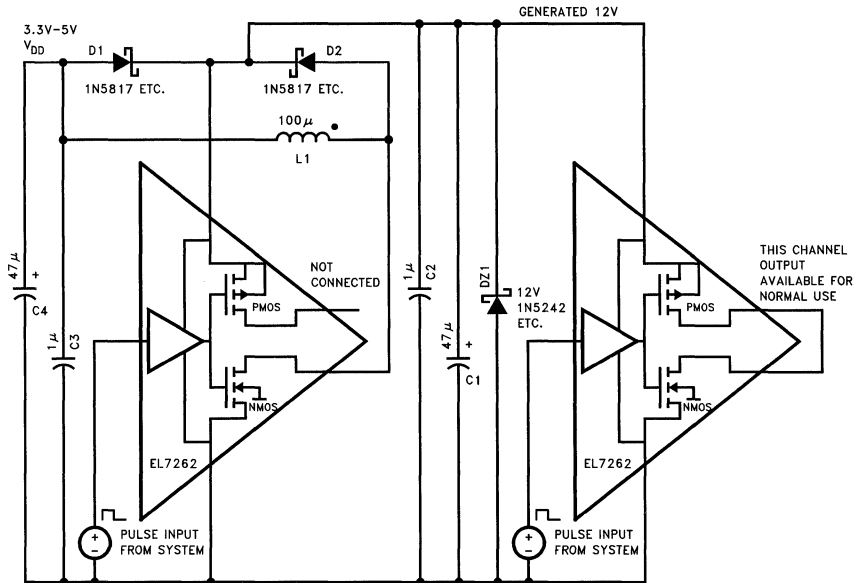 GENERATED 12V
3.3V-5V
VDD
D1
D2
1N5817 ETC.
1N5817 ETC.
100μ
L1
47μ
+
C4
1μ
C3
NOT
CONNECTED
PMOS
NMOS
EL7262
+
-
PULSE INPUT
FROM SYSTEM
1μ
C2
47μ
+
C1
DZ1
12V
1N5242
ETC.
PMOS
NMOS
EL7262
+
-
PULSE INPUT
FROM SYSTEM
THIS CHANNEL
OUTPUT
AVAILABLE FOR
NORMAL USE